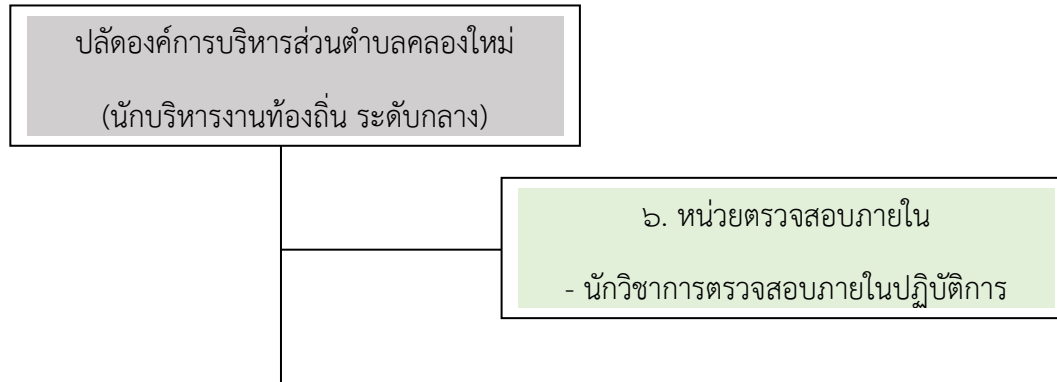 ปลัดองค์การบริหารส่วนตำบลคลองใหม่
(นักบริหารงานท้องถิ่น ระดับกลาง)
๖. หน่วยตรวจสอบภายใน
- นักวิชาการตรวจสอบภายในปฏิบัติการ